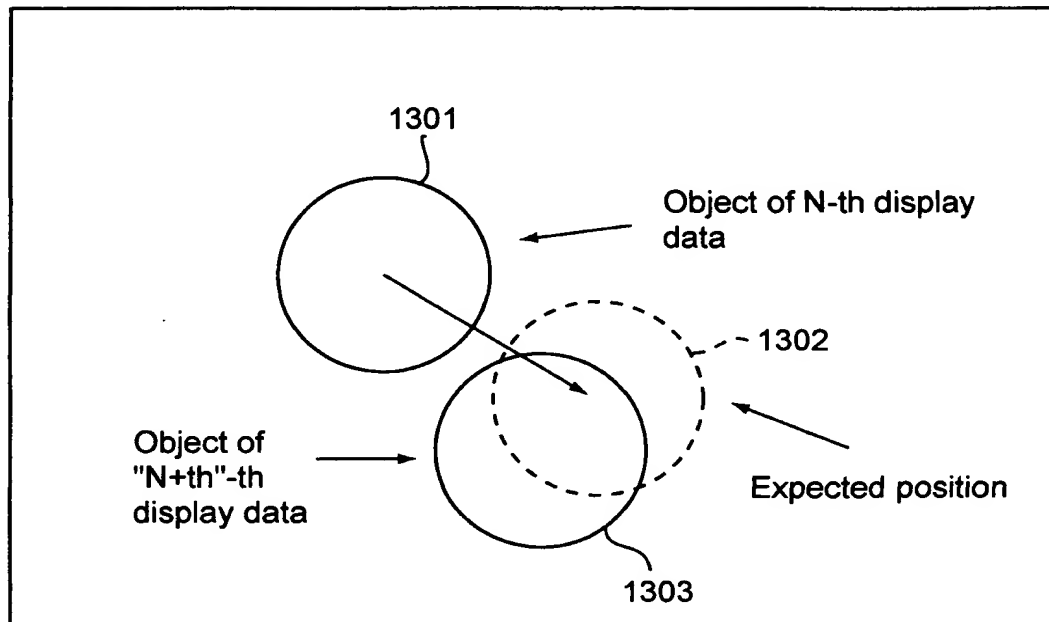 1301
Object of N-th display
data
1302
Object of
"N+th"-th
display data
Expected position
1303